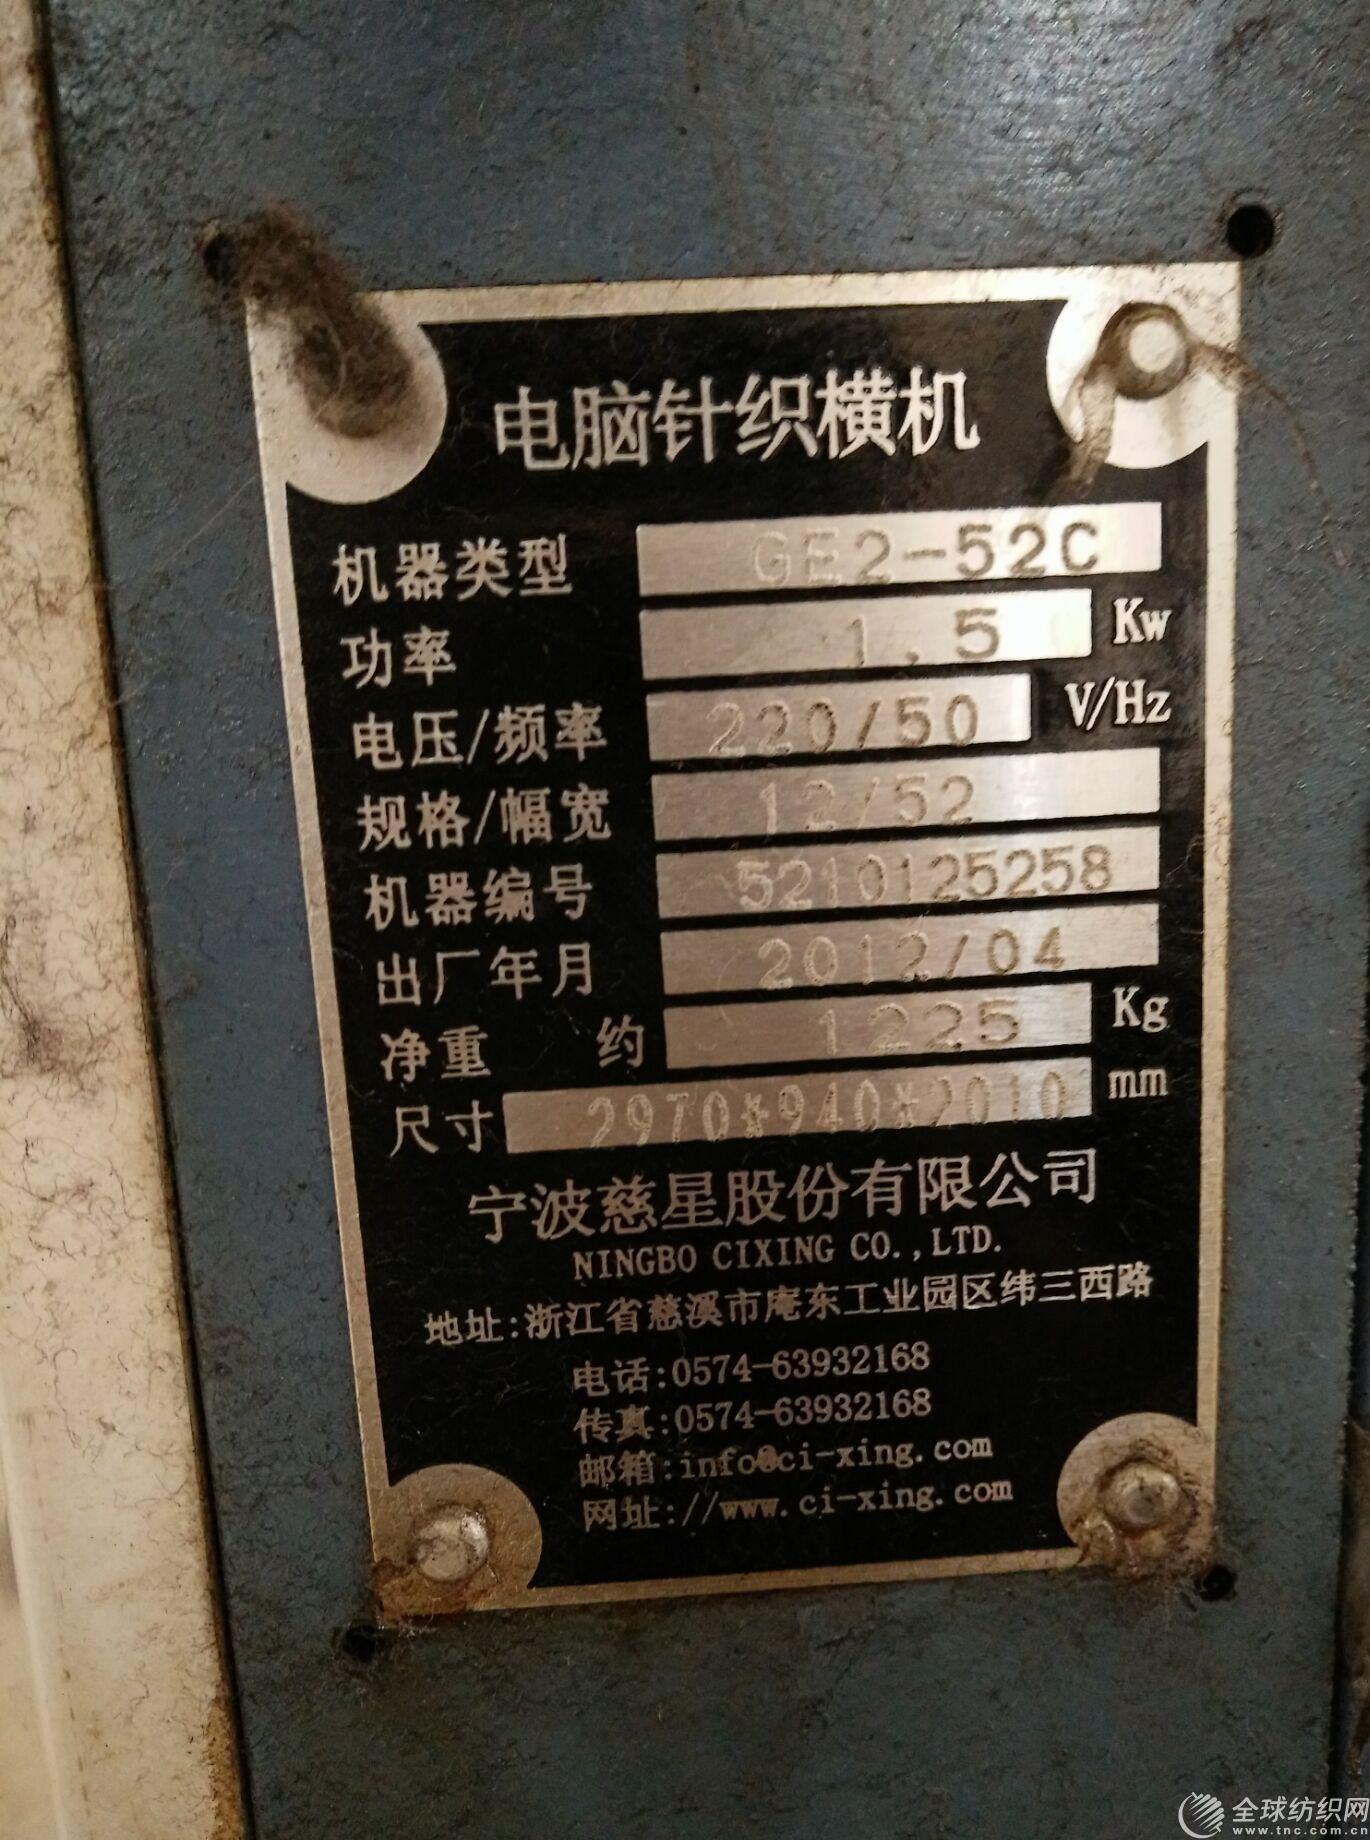 电脑针织横机
机器类型 GE2-52C
功率 1.5 Kw
电压/频率 220/50 V/Hz
规格/幅宽 12/52
机器编号 5210125258
出厂年月 2012/04
净重 约 1225 Kg
尺寸 2970*940*2010 mm
宁波慈星股份有限公司
NINGBO CIXING CO.,LTD.
地址:浙江省慈溪市庵东工业园区纬三西路
电话:0574-63932168
传真:0574-63932168
邮箱:info@ci-xing.com
网址://www.ci-xing.com
全球纺织网
www.tnc.com.cn